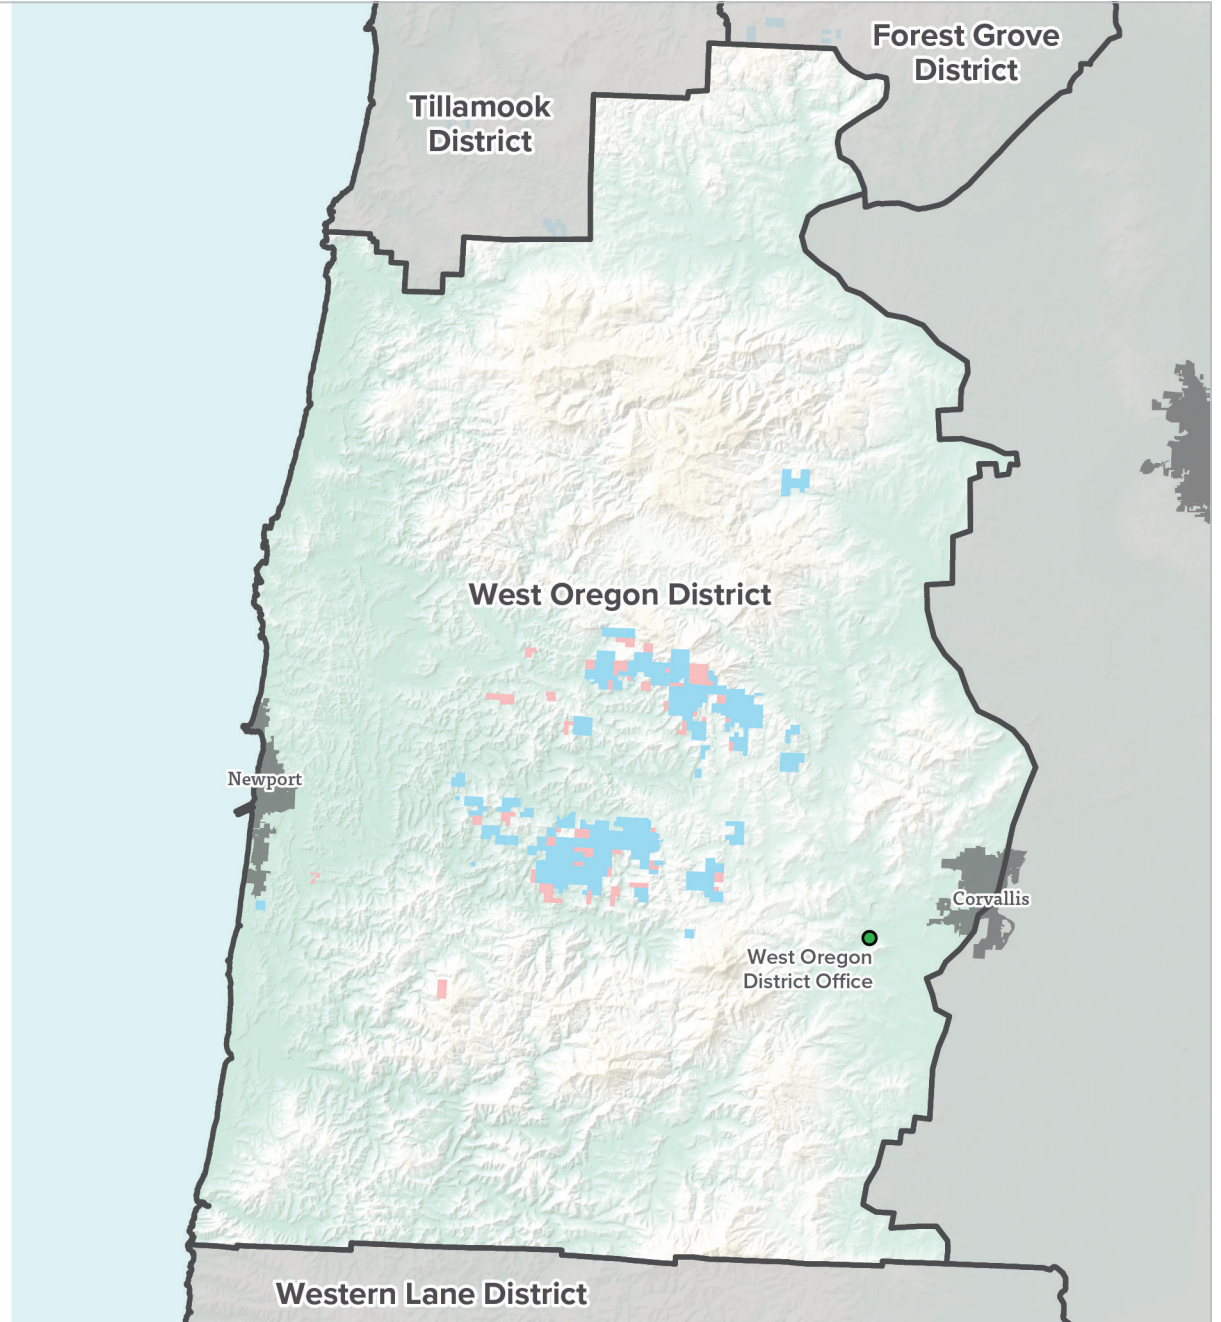 Forest Grove
District
Tillamook
District
West Oregon District
Newport
Corvallis
West Oregon
District Office
Western Lane District